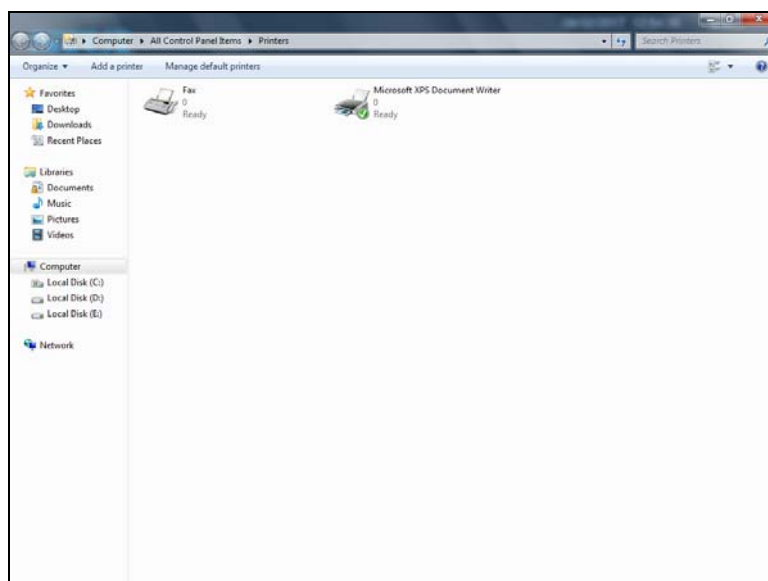 Computer ▸ All Control Panel Items ▸ Printers
Search Printers
Organize ▾ Add a printer Manage default printers
Favorites
Desktop
Downloads
Recent Places
Libraries
Documents
Music
Pictures
Videos
Computer
Local Disk (C:)
Local Disk (D:)
Local Disk (E:)
Network
Fax
0
Ready
Microsoft XPS Document Writer
0
Ready